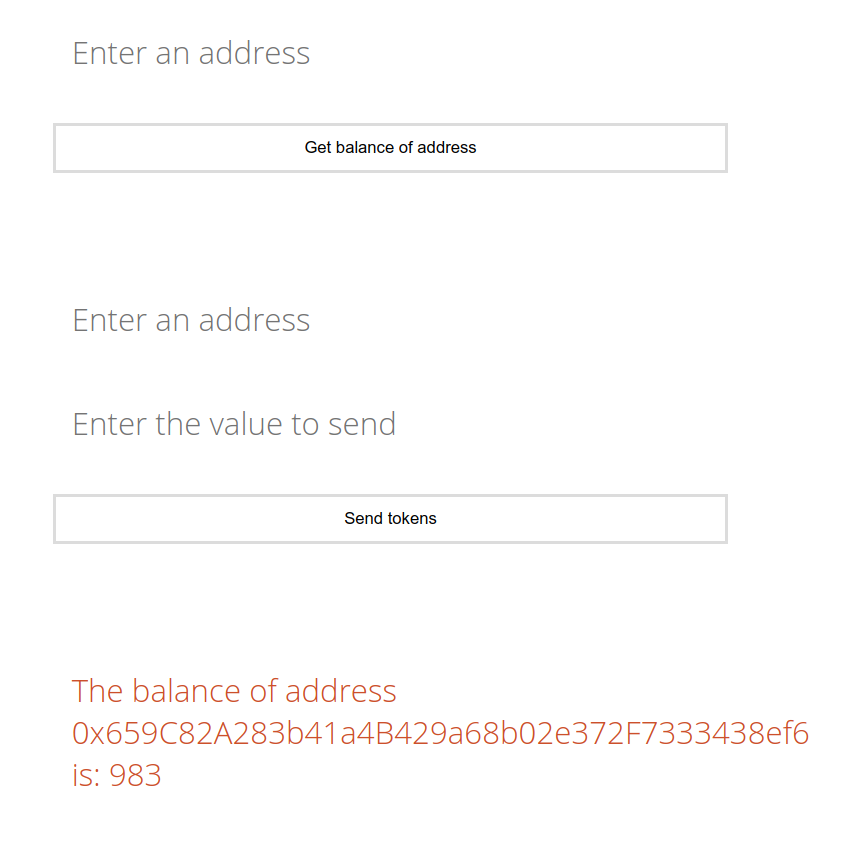 Enter an address
Get balance of address
Enter an address
Enter the value to send
Send tokens
The balance of address
0x659C82A283b41a4B429a68b02e372F7333438ef6
is: 983